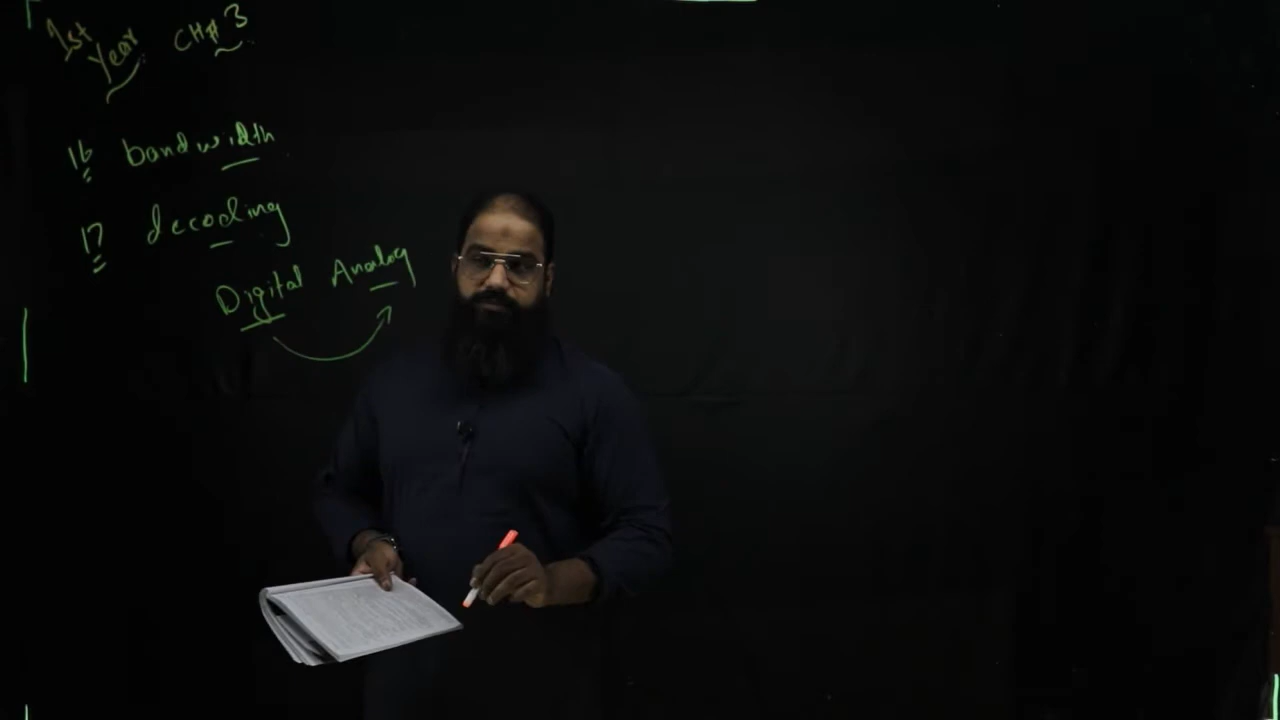 1st Year CH# 3
16 bandwidth
17 decoding
Digital Analog